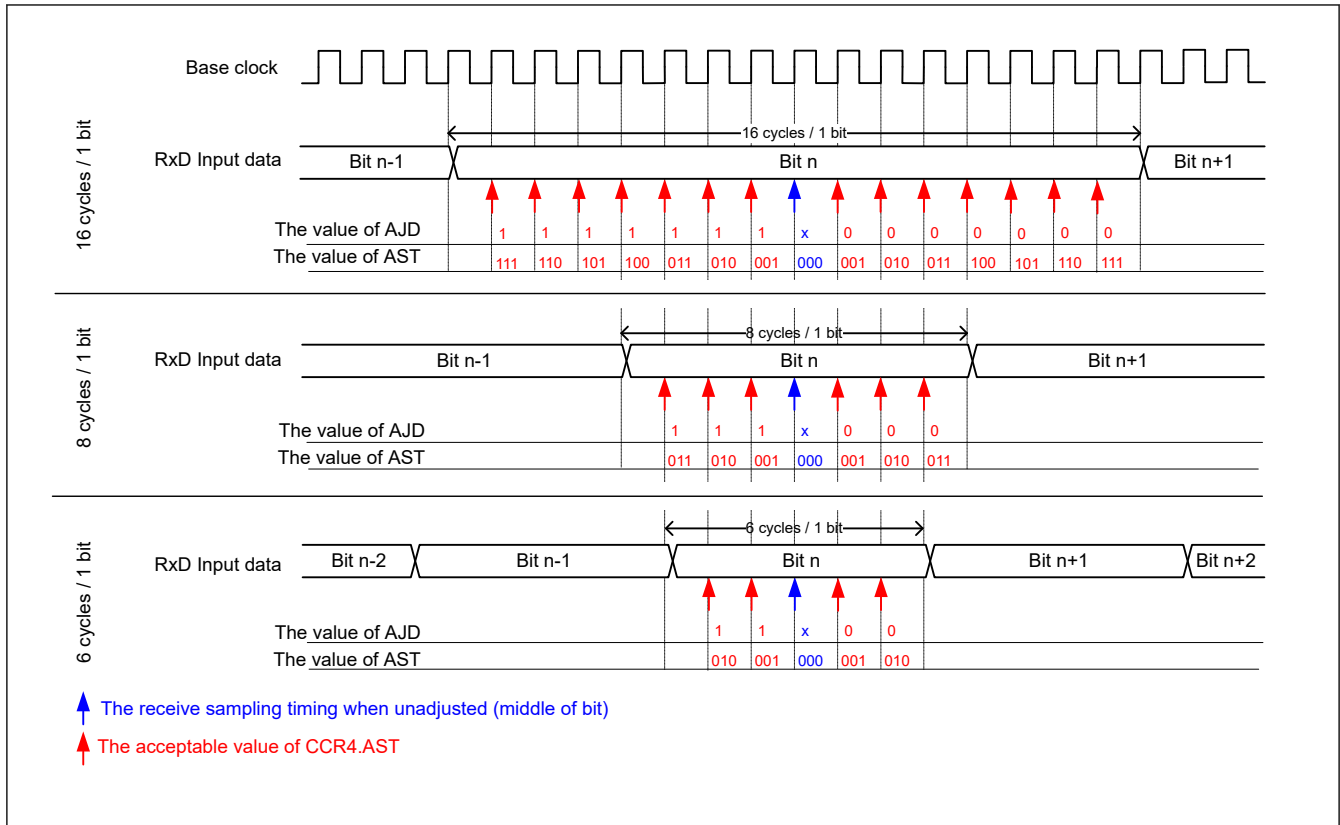 Base clock
16 cycles / 1 bit
16 cycles / 1 bit
RxD Input data Bit n-1 Bit n Bit n+1
The value of AJD 1 1 1 1 1 1 1 x 0 0 0 0 0 0 0
The value of AST 111 110 101 100 011 010 001 000 001 010 011 100 101 110 111
8 cycles / 1 bit
8 cycles / 1 bit
RxD Input data Bit n-1 Bit n Bit n+1
The value of AJD 1 1 1 x 0 0 0
The value of AST 011 010 001 000 001 010 011
6 cycles / 1 bit
6 cycles / 1 bit
RxD Input data Bit n-2 Bit n-1 Bit n Bit n+1 Bit n+2
The value of AJD 1 1 x 0 0
The value of AST 010 001 000 001 010
The receive sampling timing when unadjusted (middle of bit)
The acceptable value of CCR4.AST